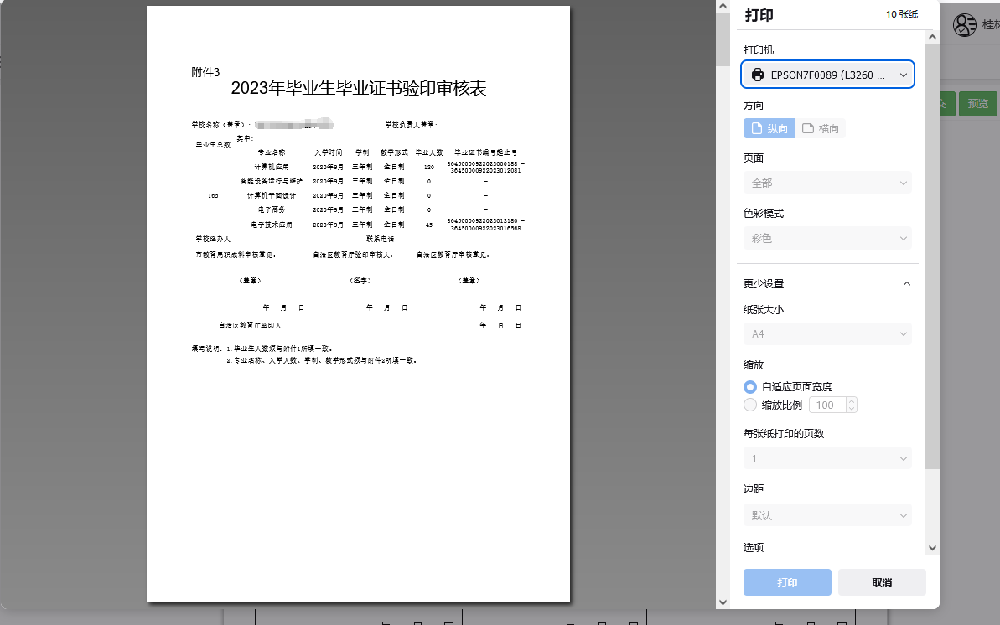 附件3
2023年毕业生毕业证书验印审核表
学校名称（盖章）： 学校负责人盖章：
毕业生总数 其中：
专业名称 入学时间 学制 教学形式 毕业人数 毕业证书编号起止号
计算机应用 2020年9月 三年制 全日制 120 36450000922023000188 - 36450000922023012081
智能设备运行与维护 2020年9月 三年制 全日制 0 -
165 计算机平面设计 2020年9月 三年制 全日制 0 -
电子商务 2020年9月 三年制 全日制 0 -
电子技术应用 2020年9月 三年制 全日制 45 36450000922023012180 - 36450000922023016568
学校经办人 联系电话
市教育局职成科审核意见： 自治区教育厅验印审核人： 自治区教育厅审核意见：
（盖章） （签字） （盖章）
年 月 日 年 月 日 年 月 日
自治区教育厅监印人 年 月 日
填写说明：1.毕业生人数须与附件1所填一致。
2.专业名称、入学人数、学制、教学形式须与附件2所填一致。
打印 10 张纸
打印机
EPSON7F0089 (L3260 ...
方向
纵向 横向
页面
全部
色彩模式
彩色
更少设置
纸张大小
A4
缩放
自适应页面宽度
缩放比例 100
每张纸打印的页数
1
边距
默认
选项
打印 取消
桂林
交 预览